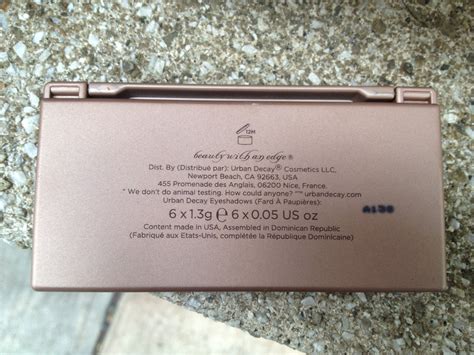 12M
beauty with an edge®
Dist. By (Distribué par): Urban Decay® Cosmetics LLC,
Newport Beach, CA 92663, USA
455 Promenade des Anglais, 06200 Nice, France.
"We don't do animal testing. How could anyone?"™ urbandecay.com
Urban Decay Eyeshadows (Fard À Paupières):
6 x 1.3g ℮ 6 x 0.05 US oz
A130
Content made in USA, Assembled in Dominican Republic
(Fabriqué aux Etats-Unis, complétée la République Dominicaine)